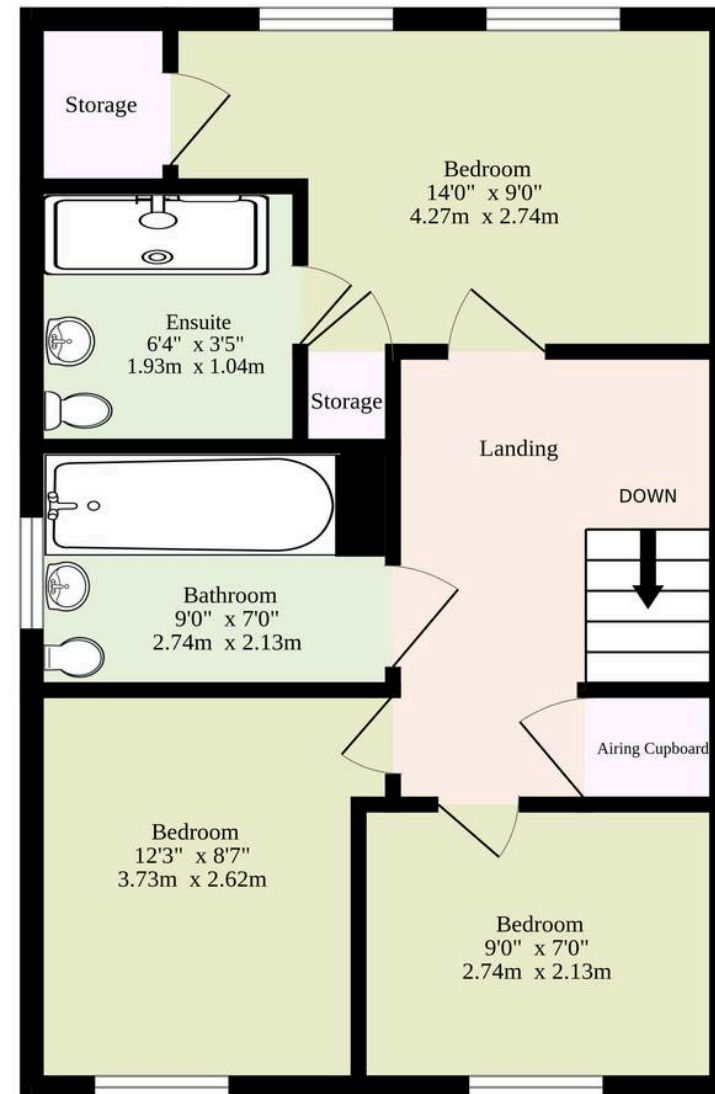 Storage
Bedroom
14'0" x 9'0"
4.27m x 2.74m
Ensuite
6'4" x 3'5"
1.93m x 1.04m
Storage
Landing
DOWN
Bathroom
9'0" x 7'0"
2.74m x 2.13m
Airing Cupboard
Bedroom
12'3" x 8'7"
3.73m x 2.62m
Bedroom
9'0" x 7'0"
2.74m x 2.13m